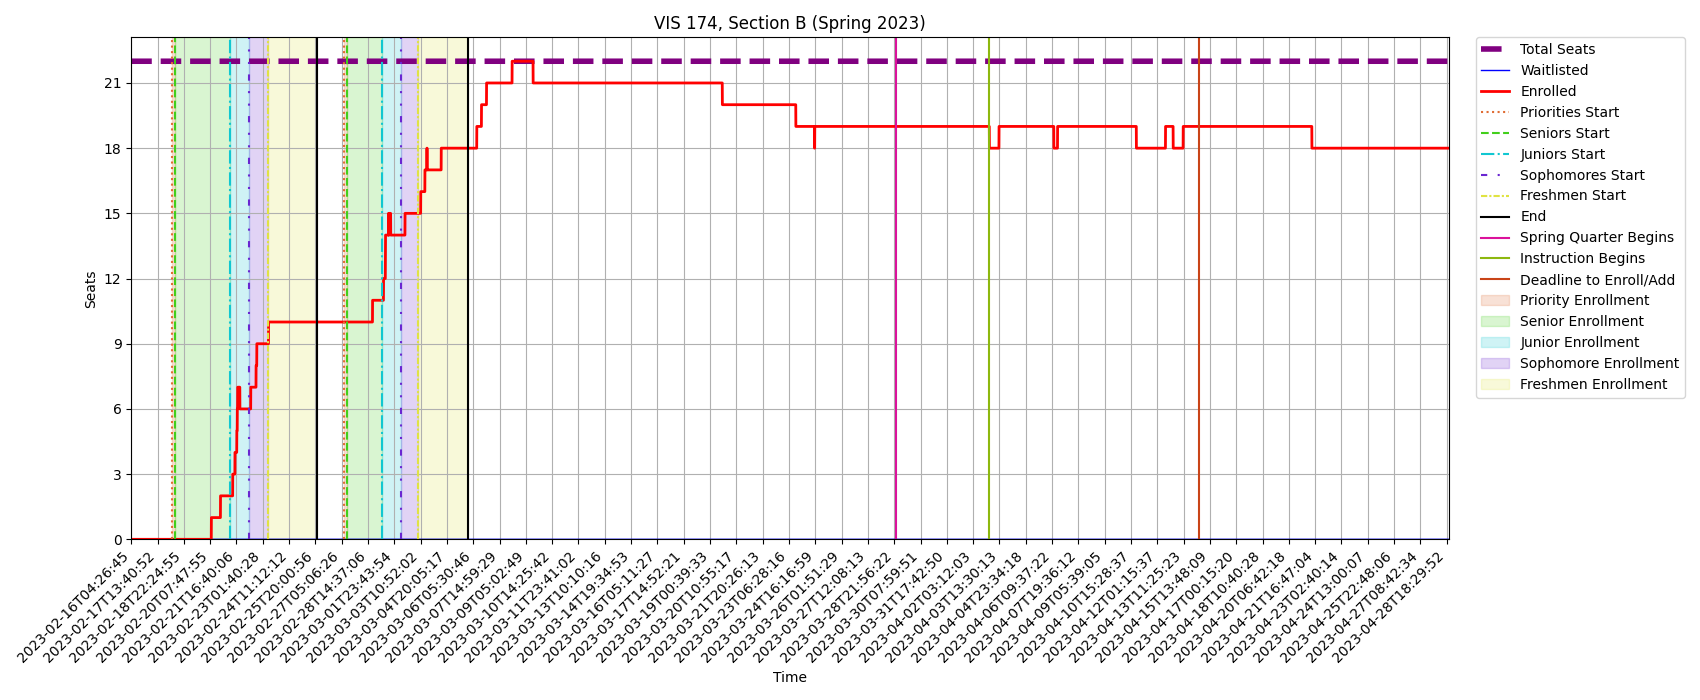 VIS 174, Section B (Spring 2023)
Total Seats
Waitlisted
Enrolled
Priorities Start
Seniors Start
Juniors Start
Sophomores Start
Freshmen Start
End
Spring Quarter Begins
Instruction Begins
Deadline to Enroll/Add
Priority Enrollment
Senior Enrollment
Junior Enrollment
Sophomore Enrollment
Freshmen Enrollment
Seats
21
18
15
12
9
6
3
0
2023-02-16T04:26:45
2023-02-17T13:40:52
2023-02-18T22:24:55
2023-02-20T07:47:55
2023-02-21T16:40:06
2023-02-23T01:40:28
2023-02-24T11:12:12
2023-02-25T20:00:56
2023-02-27T05:06:26
2023-02-28T14:37:06
2023-03-01T23:43:54
2023-03-03T10:52:02
2023-03-04T20:05:17
2023-03-06T05:30:46
2023-03-07T14:59:29
2023-03-09T05:02:49
2023-03-10T14:25:42
2023-03-11T23:41:02
2023-03-13T10:10:16
2023-03-14T19:34:53
2023-03-16T05:11:27
2023-03-17T14:52:21
2023-03-19T00:39:33
2023-03-20T10:55:17
2023-03-21T20:26:13
2023-03-23T06:28:16
2023-03-24T16:16:59
2023-03-26T01:51:29
2023-03-27T12:08:13
2023-03-28T21:56:22
2023-03-30T07:59:51
2023-03-31T17:42:50
2023-04-02T03:12:03
2023-04-03T13:30:13
2023-04-04T23:34:18
2023-04-06T09:37:22
2023-04-07T19:36:12
2023-04-09T05:39:05
2023-04-10T15:28:37
2023-04-12T01:15:37
2023-04-13T11:25:23
2023-04-15T13:48:09
2023-04-17T00:15:20
2023-04-18T10:40:28
2023-04-20T06:42:18
2023-04-21T16:47:04
2023-04-23T02:40:14
2023-04-24T13:00:07
2023-04-25T22:48:06
2023-04-27T08:42:34
2023-04-28T18:29:52
Time